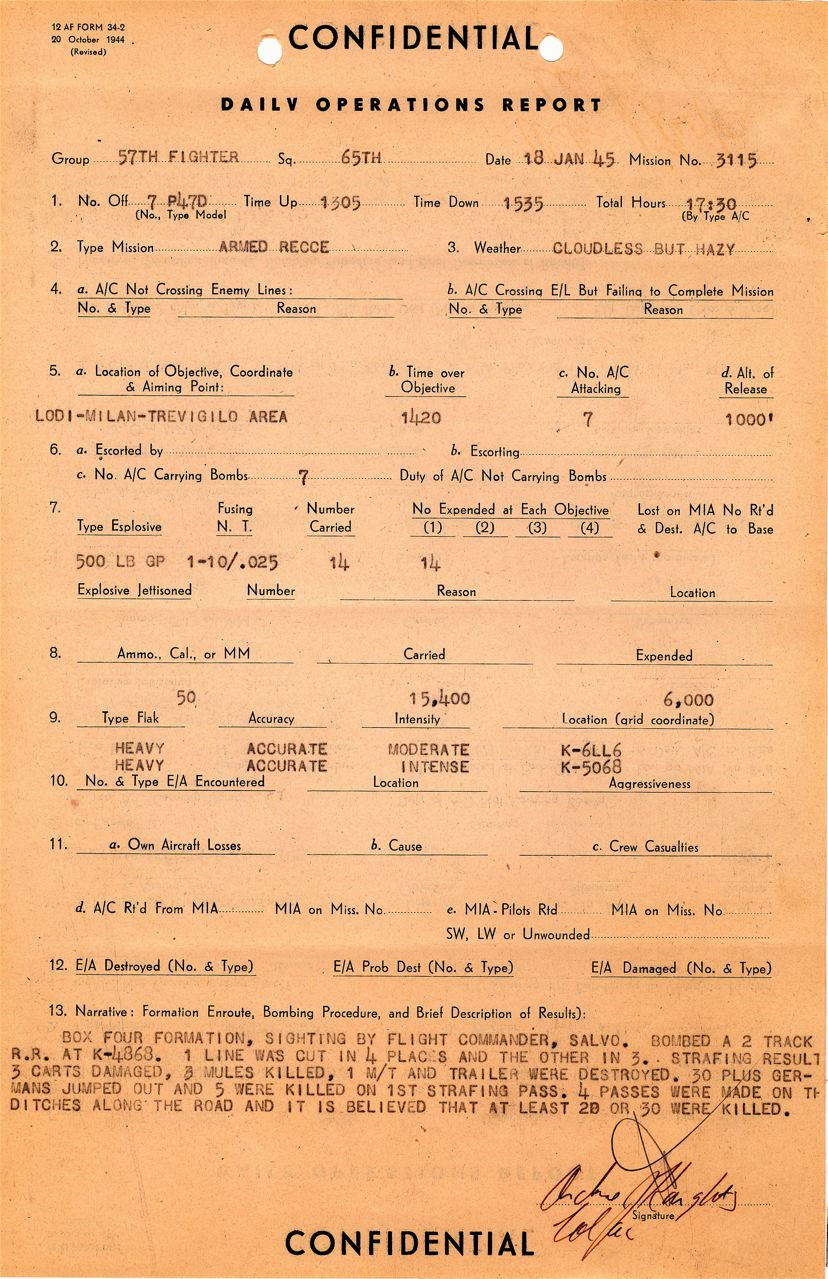 12 AF FORM 34-2
20 October 1944
(Revised)
CONFIDENTIAL
DAILY OPERATIONS REPORT
Group 57TH FIGHTER Sq. 65TH Date 18 JAN 45 Mission No. 3115
1. No. Off 7 P47D Time Up 1305 Time Down 1535 Total Hours 17:30
(No., Type Model (By Type A/C
2. Type Mission ARMED RECCE 3. Weather CLOUDLESS BUT HAZY
4. a. A/C Not Crossing Enemy Lines: b. A/C Crossing E/L But Failing to Complete Mission
No. & Type Reason No. & Type Reason
5. a. Location of Objective, Coordinate b. Time over c. No. A/C d. Alt. of
& Aiming Point: Objective Attacking Release
LODI-MILAN-TREVIGILO AREA 1420 7 1000'
6. a. Escorted by b. Escorting
c. No. A/C Carrying Bombs 7 Duty of A/C Not Carrying Bombs
7. Fusing Number No Expended at Each Objective Lost on MIA No Rt'd
Type Explosive N. T. Carried (1) (2) (3) (4) & Dest. A/C to Base
500 LB GP 1-10/.025 14 14
Explosive Jettisoned Number Reason Location
8. Ammo., Cal., or MM Carried Expended
50 15,400 6,000
9. Type Flak Accuracy Intensity Location (grid coordinate)
HEAVY ACCURATE MODERATE K-6LL6
HEAVY ACCURATE INTENSE K-5068
10. No. & Type E/A Encountered Location Aggressiveness
11. a. Own Aircraft Losses b. Cause c. Crew Casualties
d. A/C Rt'd From MIA MIA on Miss. No. e. MIA-Pilots Rtd MIA on Miss. No
SW, LW or Unwounded
12. E/A Destroyed (No. & Type) E/A Prob Dest (No. & Type) E/A Damaged (No. & Type)
13. Narrative: Formation Enroute, Bombing Procedure, and Brief Description of Results):
BOX FOUR FORMATION, SIGHTING BY FLIGHT COMMANDER, SALVO. BOMBED A 2 TRACK
R.R. AT K-4868. 1 LINE WAS CUT IN 4 PLACES AND THE OTHER IN 3. STRAFING RESULT
3 CARTS DAMAGED, 3 MULES KILLED, 1 M/T AND TRAILER WERE DESTROYED. 30 PLUS GER-
MANS JUMPED OUT AND 5 WERE KILLED ON 1ST STRAFING PASS. 4 PASSES WERE MADE ON TH
DITCHES ALONG THE ROAD AND IT IS BELIEVED THAT AT LEAST 20 OR 30 WERE KILLED.
Signature
CONFIDENTIAL